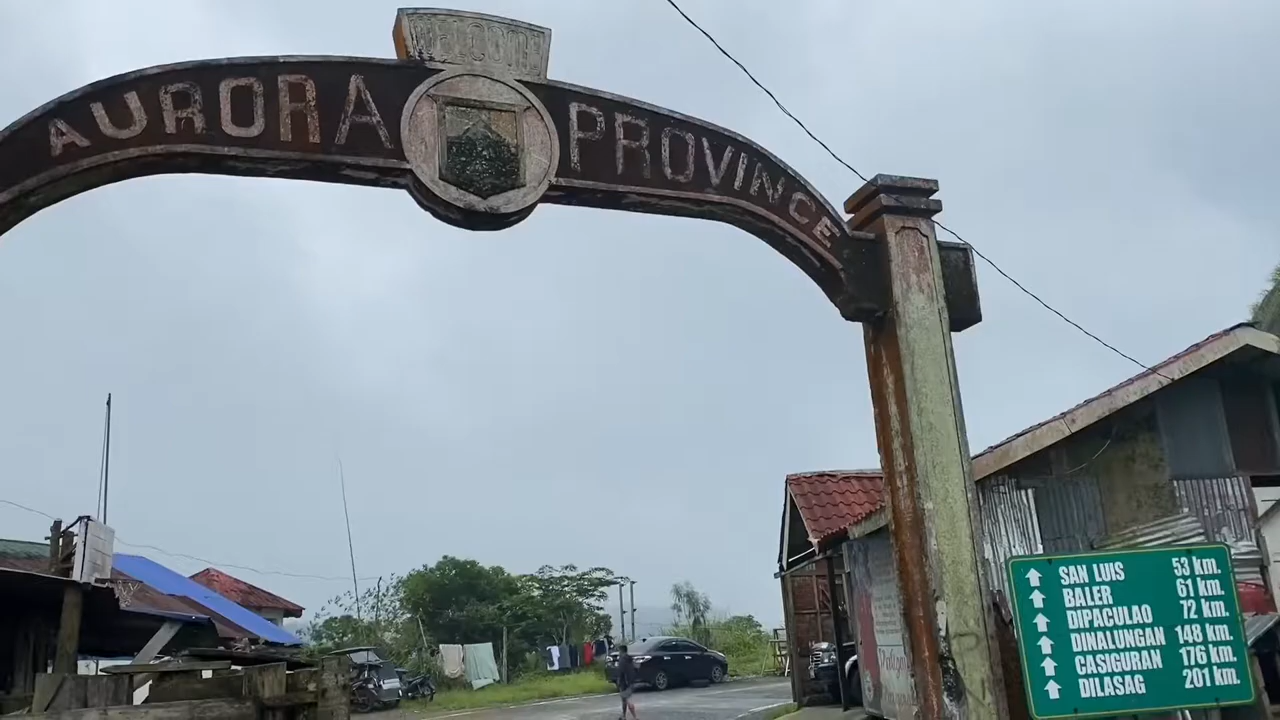 WELCOME
AURORA PROVINCE
SAN LUIS 53 km.
BALER 61 km.
DIPACULAO 72 km.
DINALUNGAN 148 km.
CASIGURAN 176 km.
DILASAG 201 km.